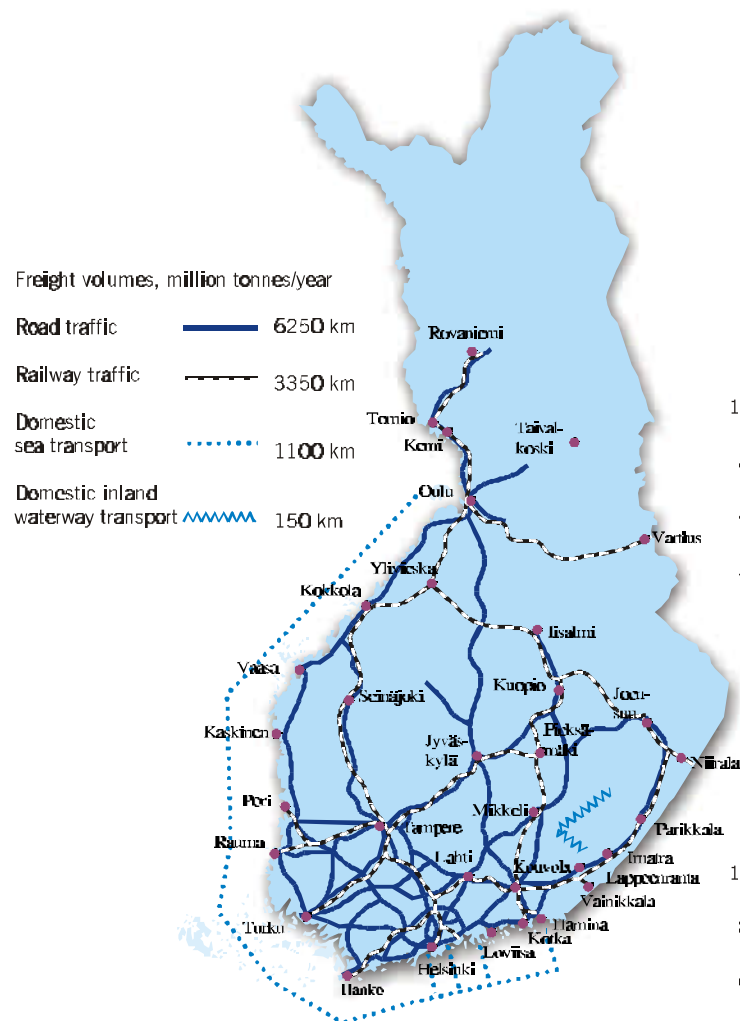 Freight volumes, million tonnes/year
Road traffic 6250 km
Railway traffic 3350 km
Domestic
sea transport 1100 km
Domestic inland
waterway transport 150 km
Rovaniemi
Tornio
Kemi
Taival-
koski
Oulu
Vartius
Ylivieska
Kokkola
Iisalmi
Vaasa
Kuopio
Seinäjoki
Joen-
suu
Kaskinen
Jyväs-
kylä
Pieksä-
mäki
Niirala
Pori
Mikkeli
Tampere
Parikkala
Rauma
Lahti
Kouvola
Imatra
Lappeenranta
Vainikkala
Turku
Hamina
Kotka
Loviisa
Helsinki
Hanko